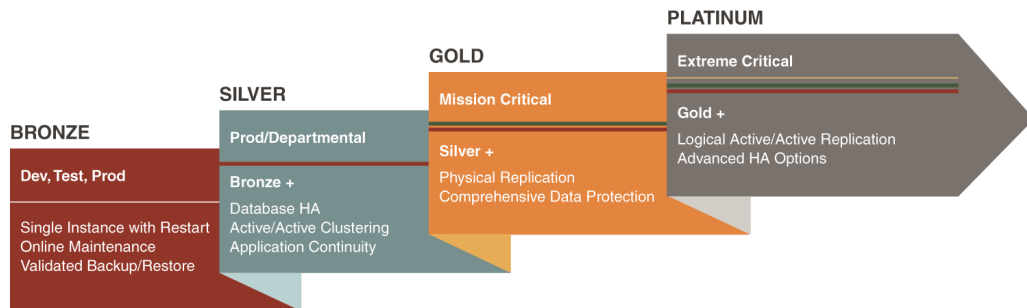 BRONZE
Dev, Test, Prod
Single Instance with Restart
Online Maintenance
Validated Backup/Restore
SILVER
Prod/Departmental
Bronze +
Database HA
Active/Active Clustering
Application Continuity
GOLD
Mission Critical
Silver +
Physical Replication
Comprehensive Data Protection
PLATINUM
Extreme Critical
Gold +
Logical Active/Active Replication
Advanced HA Options